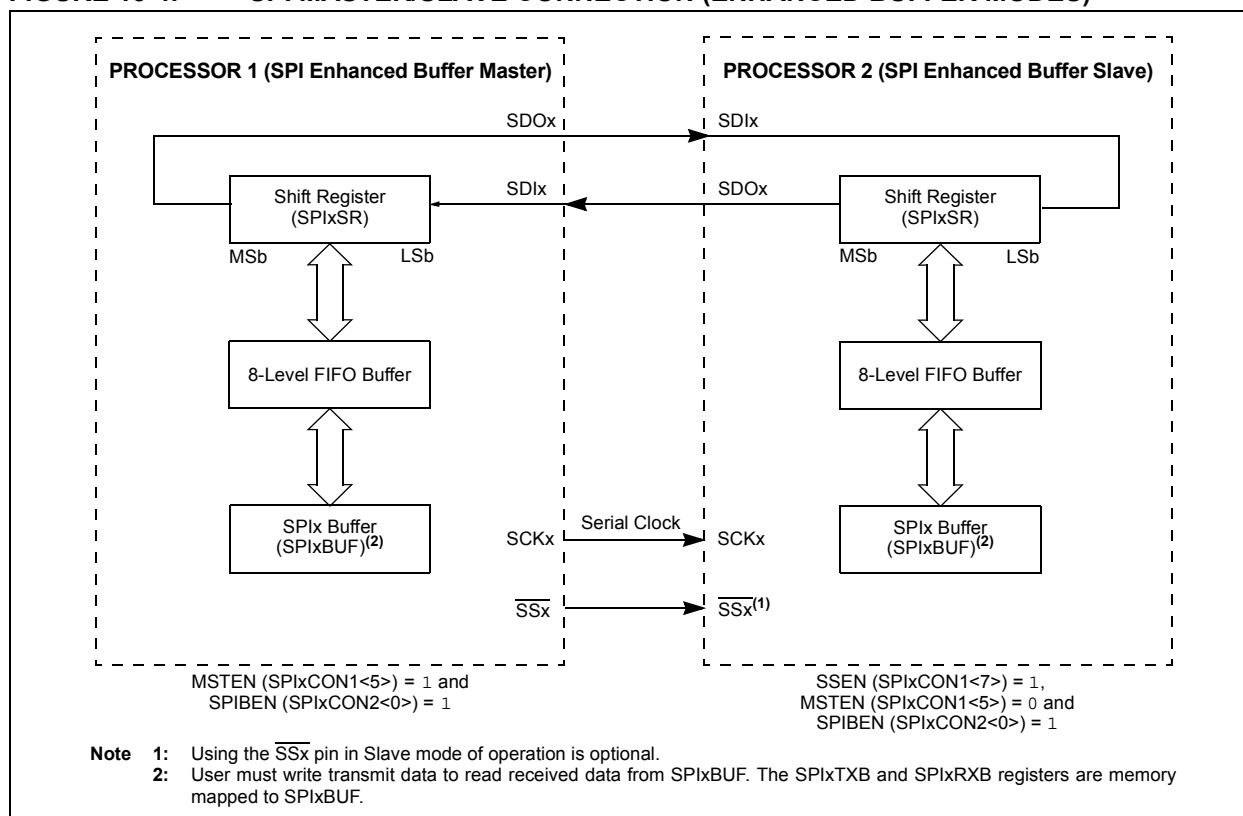 PROCESSOR 1 (SPI Enhanced Buffer Master)
PROCESSOR 2 (SPI Enhanced Buffer Slave)
SDOx
SDIx
Shift Register
(SPIxSR)
SDIx
SDOx
Shift Register
(SPIxSR)
MSb
LSb
MSb
LSb
8-Level FIFO Buffer
8-Level FIFO Buffer
SPIx Buffer
(SPIxBUF)(2)
SCKx
Serial Clock
SCKx
SPIx Buffer
(SPIxBUF)(2)
SSx
SSx(1)
MSTEN (SPIxCON1<5>) = 1 and
SPIBEN (SPIxCON2<0>) = 1
SSEN (SPIxCON1<7>) = 1,
MSTEN (SPIxCON1<5>) = 0 and
SPIBEN (SPIxCON2<0>) = 1
Note 1: Using the SSx pin in Slave mode of operation is optional.
2: User must write transmit data to read received data from SPIxBUF. The SPIxTXB and SPIxRXB registers are memory
mapped to SPIxBUF.